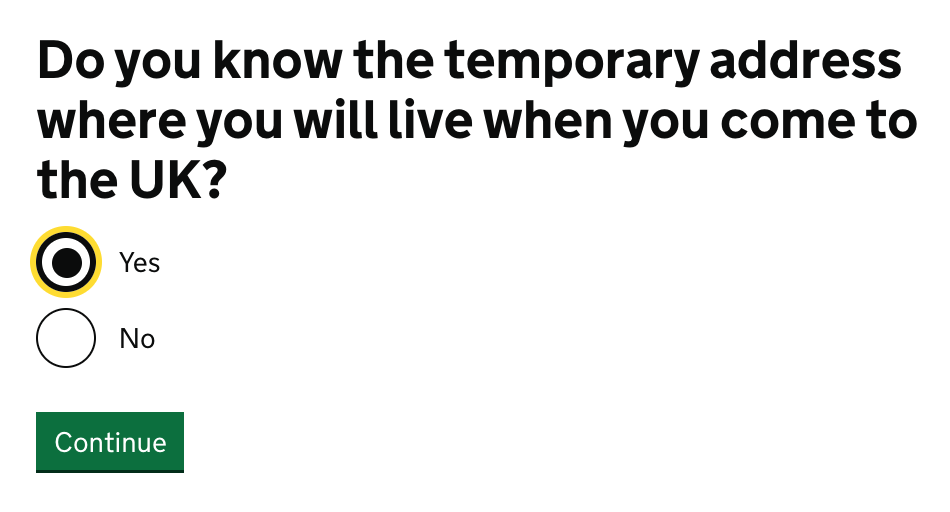 Do you know the temporary address
where you will live when you come to
the UK?
Yes
No
Continue